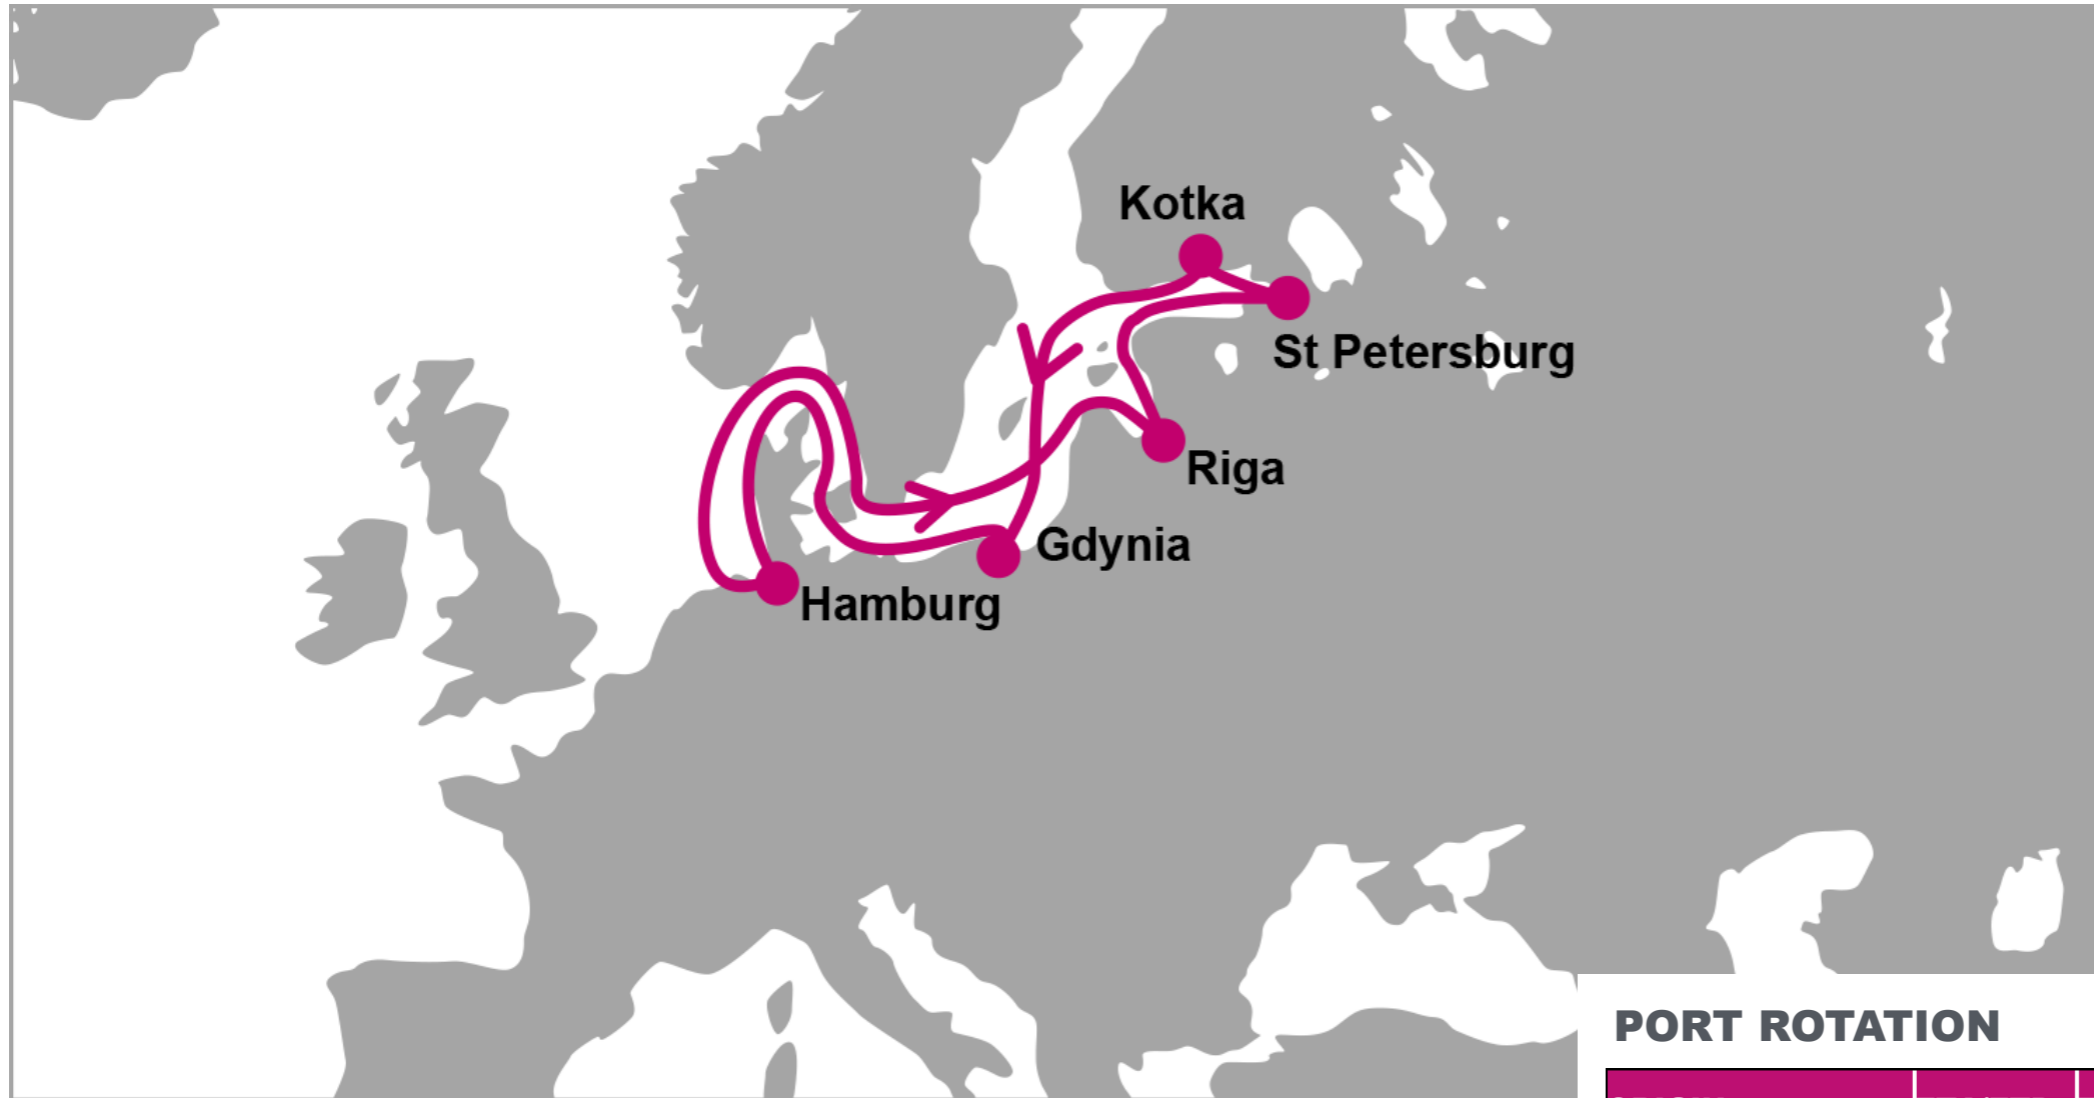 Kotka
St Petersburg
Riga
Gdynia
Hamburg
PORT ROTATION